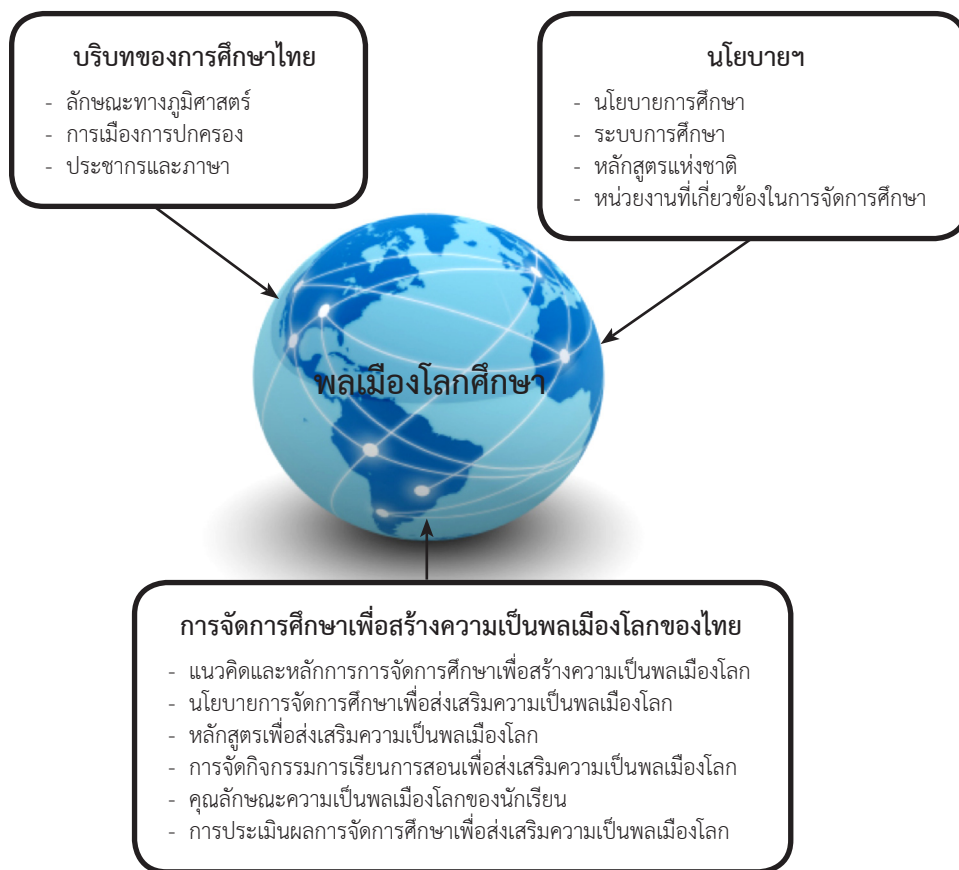 บริบทของการศึกษาไทย
- ลักษณะทางภูมิศาสตร์
- การเมืองการปกครอง
- ประชากรและภาษา
นโยบายฯ
- นโยบายการศึกษา
- ระบบการศึกษา
- หลักสูตรแห่งชาติ
- หน่วยงานที่เกี่ยวข้องในการจัดการศึกษา
พลเมืองโลกศึกษา
การจัดการศึกษาเพื่อสร้างความเป็นพลเมืองโลกของไทย
- แนวคิดและหลักการการจัดการศึกษาเพื่อสร้างความเป็นพลเมืองโลก
- นโยบายการจัดการศึกษาเพื่อส่งเสริมความเป็นพลเมืองโลก
- หลักสูตรเพื่อส่งเสริมความเป็นพลเมืองโลก
- การจัดกิจกรรมการเรียนการสอนเพื่อส่งเสริมความเป็นพลเมืองโลก
- คุณลักษณะความเป็นพลเมืองโลกของนักเรียน
- การประเมินผลการจัดการศึกษาเพื่อส่งเสริมความเป็นพลเมืองโลก